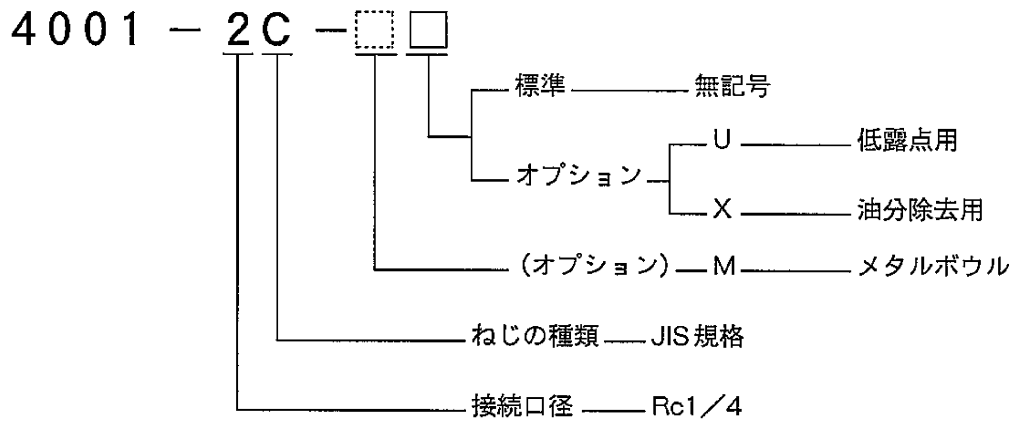 4001－2C－
標準 無記号
U 低露点用
オプション
X 油分除去用
(オプション) M メタルボウル
ねじの種類 JIS規格
接続口径 Rc1／4